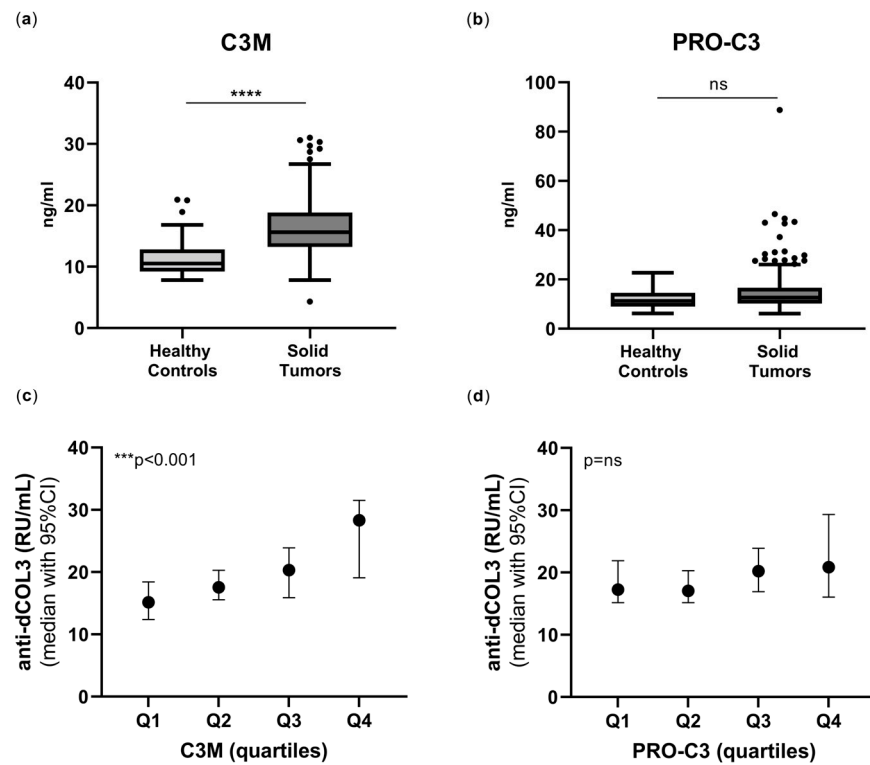 (a)
C3M
40
30
20
10
0
ng/ml
****
Healthy
Controls
Solid
Tumors
(b)
PRO-C3
100
80
60
40
20
0
ng/ml
ns
Healthy
Controls
Solid
Tumors
(c)
40
30
20
10
0
anti-dCOL3 (RU/mL)
(median with 95%CI)
***p<0.001
Q1 Q2 Q3 Q4
C3M (quartiles)
(d)
40
30
20
10
0
anti-dCOL3 (RU/mL)
(median with 95%CI)
p=ns
Q1 Q2 Q3 Q4
PRO-C3 (quartiles)